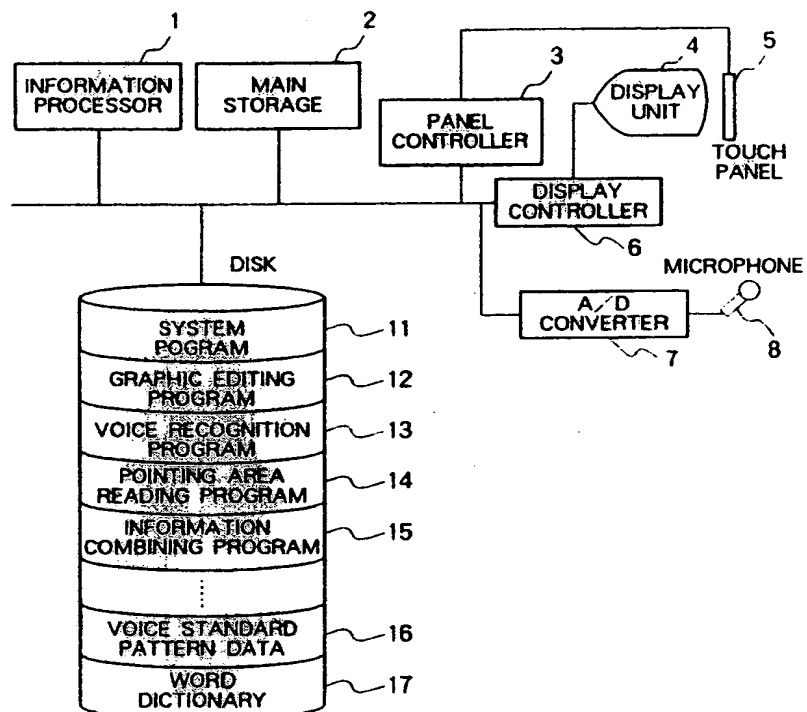 1
INFORMATION
PROCESSOR
2
MAIN
STORAGE
3
PANEL
CONTROLLER
4
DISPLAY
UNIT
5
TOUCH
PANEL
DISPLAY
CONTROLLER
6
MICROPHONE
8
A/D
CONVERTER
7
DISK
SYSTEM
POGRAM
11
GRAPHIC EDITING
PROGRAM
12
VOICE RECOGNITION
PROGRAM
13
POINTING AREA
READING PROGRAM
14
INFORMATION
COMBINING PROGRAM
15
VOICE STANDARD
PATTERN DATA
16
WORD
DICTIONARY
17